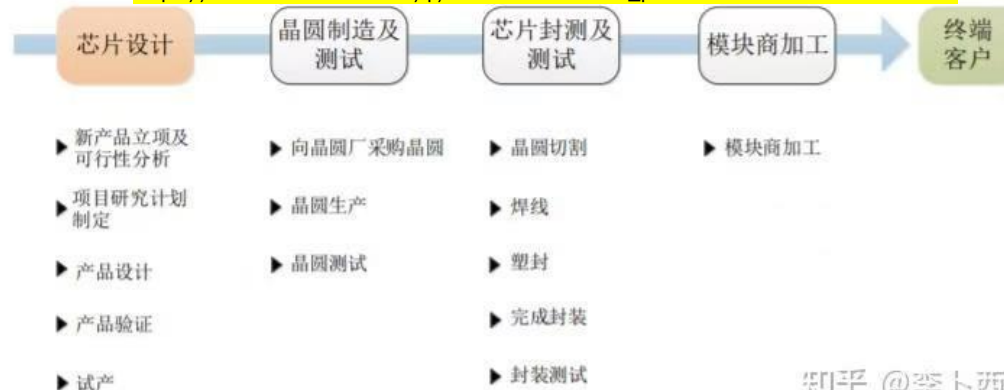 芯片设计
晶圆制造及
测试
芯片封测及
测试
模块商加工
终端
客户
新产品立项及
可行性分析
项目研究计划
制定
产品设计
产品验证
试产
向晶圆厂采购晶圆
晶圆生产
晶圆测试
晶圆切割
焊线
塑封
完成封装
封装测试
模块商加工
知乎 @李卜西